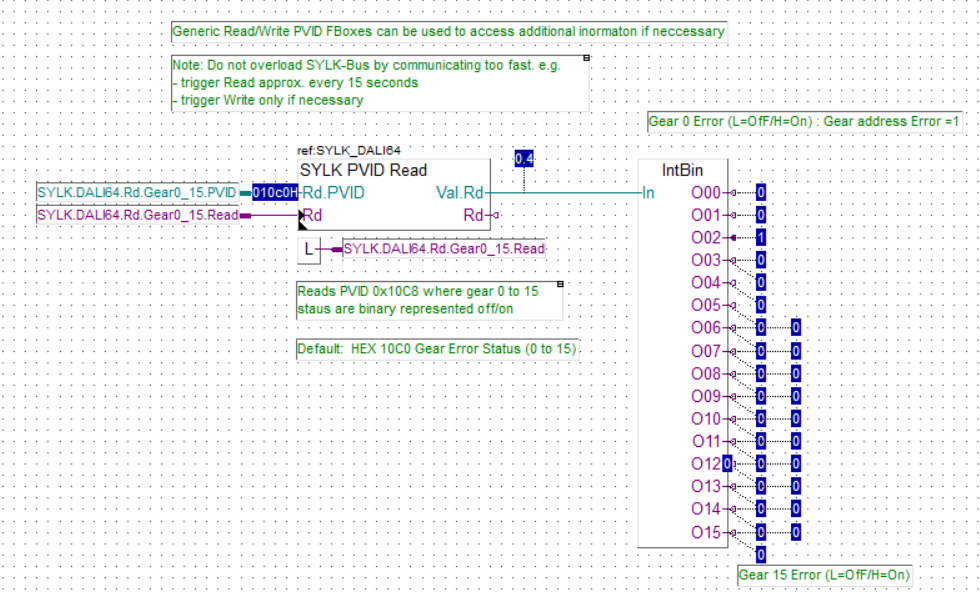 Generic Read/Write PVID FBoxes can be used to access additional inormaton if neccessary
Note: Do not overload SYLK-Bus by communicating too fast. e.g.
- trigger Read approx. every 15 seconds
- trigger Write only if necessary
Gear 0 Error (L=OfF/H=On) : Gear address Error =1
ref:SYLK_DALI64
SYLK PVID Read
0.4
IntBin
SYLK.DALI64.Rd.Gear0_15.PVID 010c0H Rd.PVID Val.Rd In O00 0
SYLK.DALI64.Rd.Gear0_15.Read Rd Rd O01 0
O02 1
L SYLK.DALI64.Rd.Gear0_15.Read
O03 0
O04 0
Reads PVID 0x10C8 where gear 0 to 15
staus are binary represented off/on
O05 0
O06 0 0
Default: HEX 10C0 Gear Error Status (0 to 15)
O07 0 0
O08 0 0
O09 0 0
O10 0 0
O11 0 0
O12 0 0 0
O13 0 0
O14 0 0
O15 0 0
0
Gear 15 Error (L=OfF/H=On)